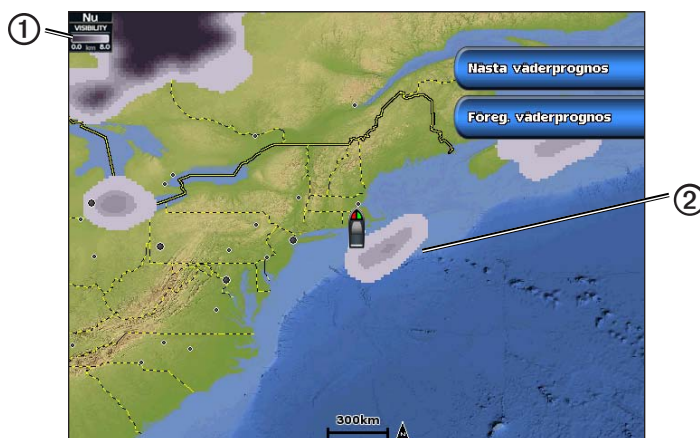 ①
Nu
VISIBILITY
0.0 km 8.0
Nästa väderprognos
Föreg. väderprognos
②
300km
N